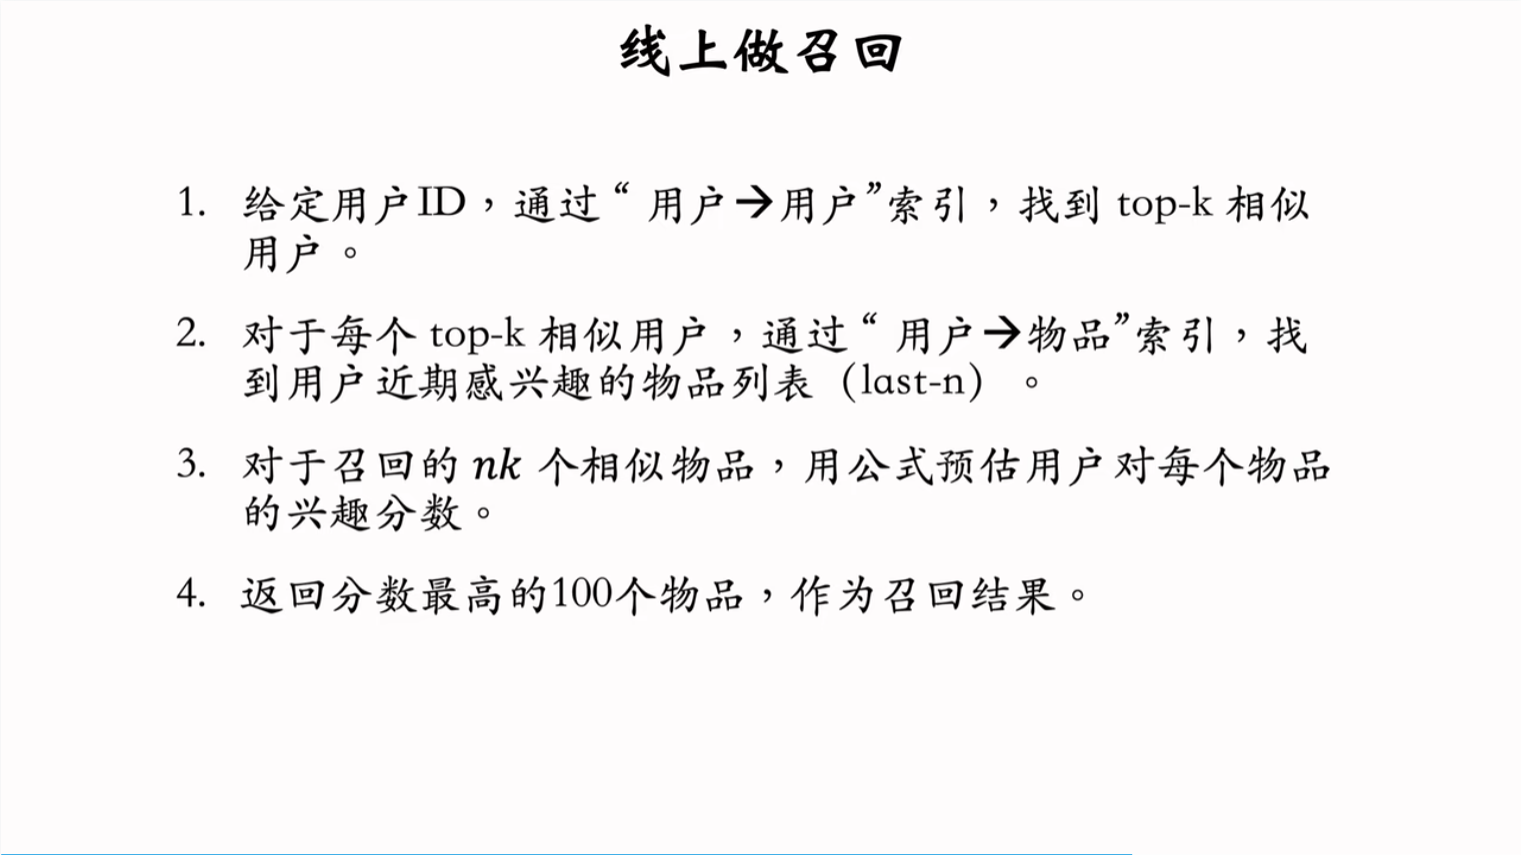 线上做召回
1. 给定用户ID，通过“用户→用户”索引，找到 top-k 相似
用户。
2. 对于每个 top-k 相似用户，通过“用户→物品”索引，找
到用户近期感兴趣的物品列表（last-n）。
3. 对于召回的 nk 个相似物品，用公式预估用户对每个物品
的兴趣分数。
4. 返回分数最高的100个物品，作为召回结果。